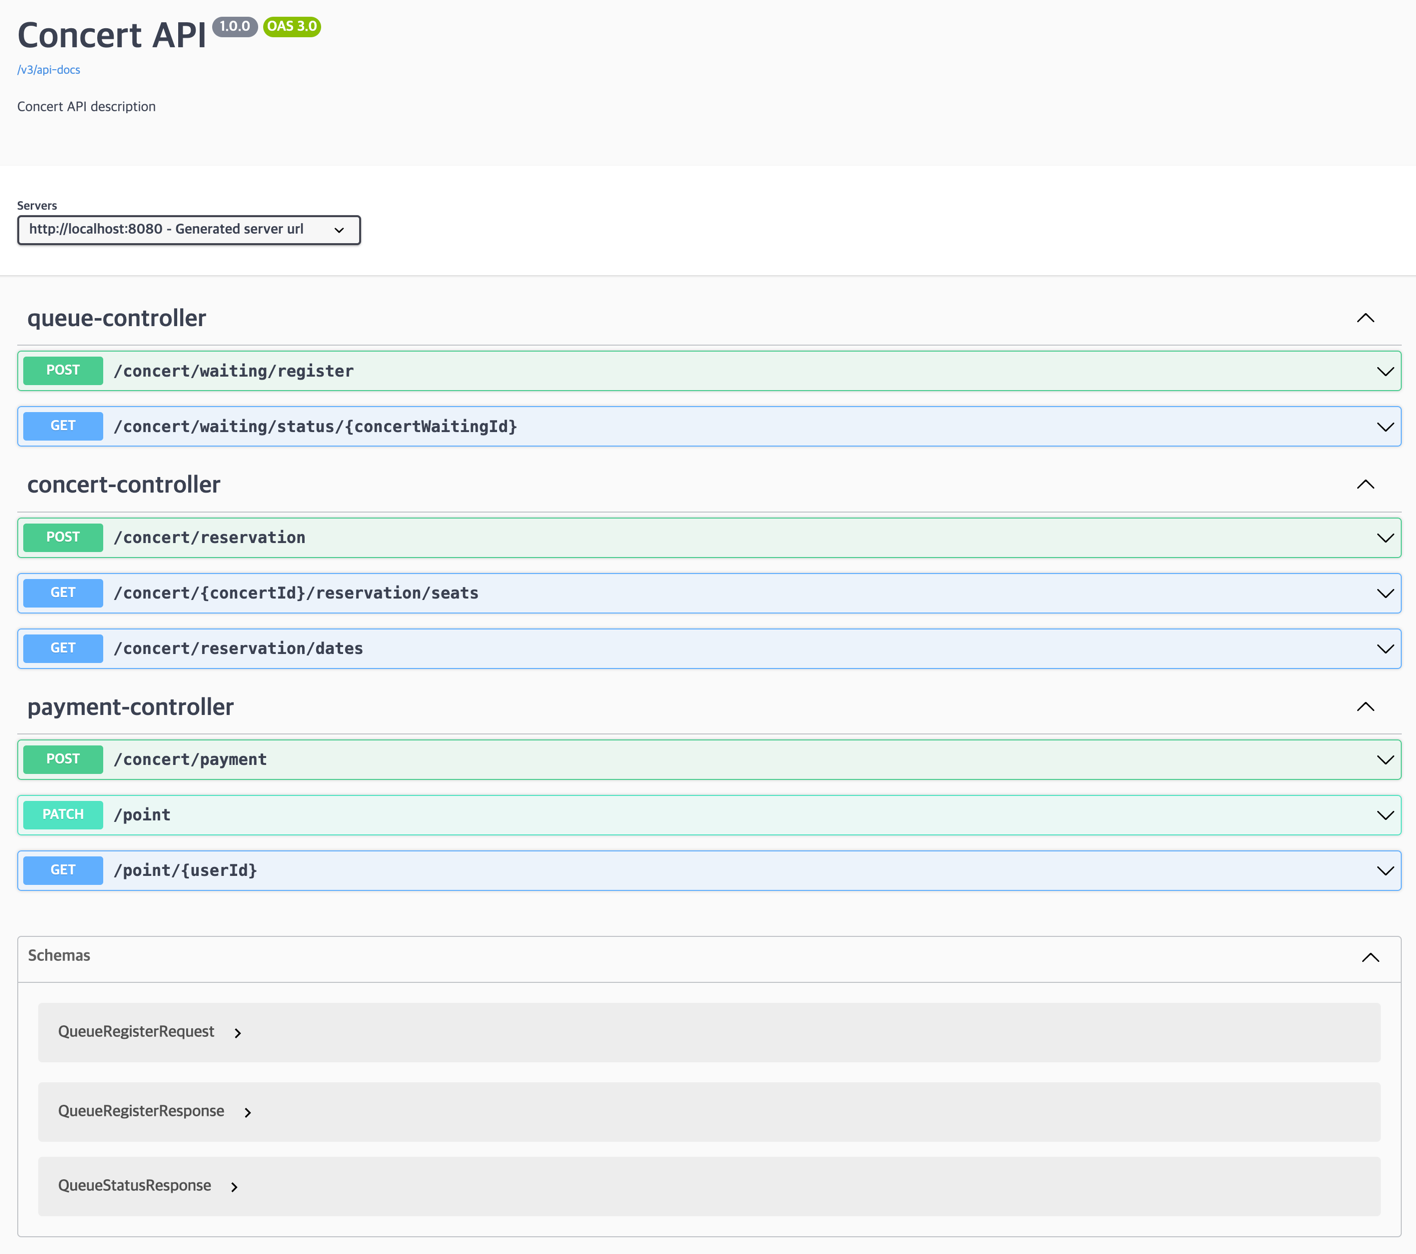 Concert API 1.0.0 OAS 3.0
/v3/api-docs
Concert API description
Servers
http://localhost:8080 - Generated server url
queue-controller
POST /concert/waiting/register
GET /concert/waiting/status/{concertWaitingId}
concert-controller
POST /concert/reservation
GET /concert/{concertId}/reservation/seats
GET /concert/reservation/dates
payment-controller
POST /concert/payment
PATCH /point
GET /point/{userId}
Schemas
QueueRegisterRequest
QueueRegisterResponse
QueueStatusResponse